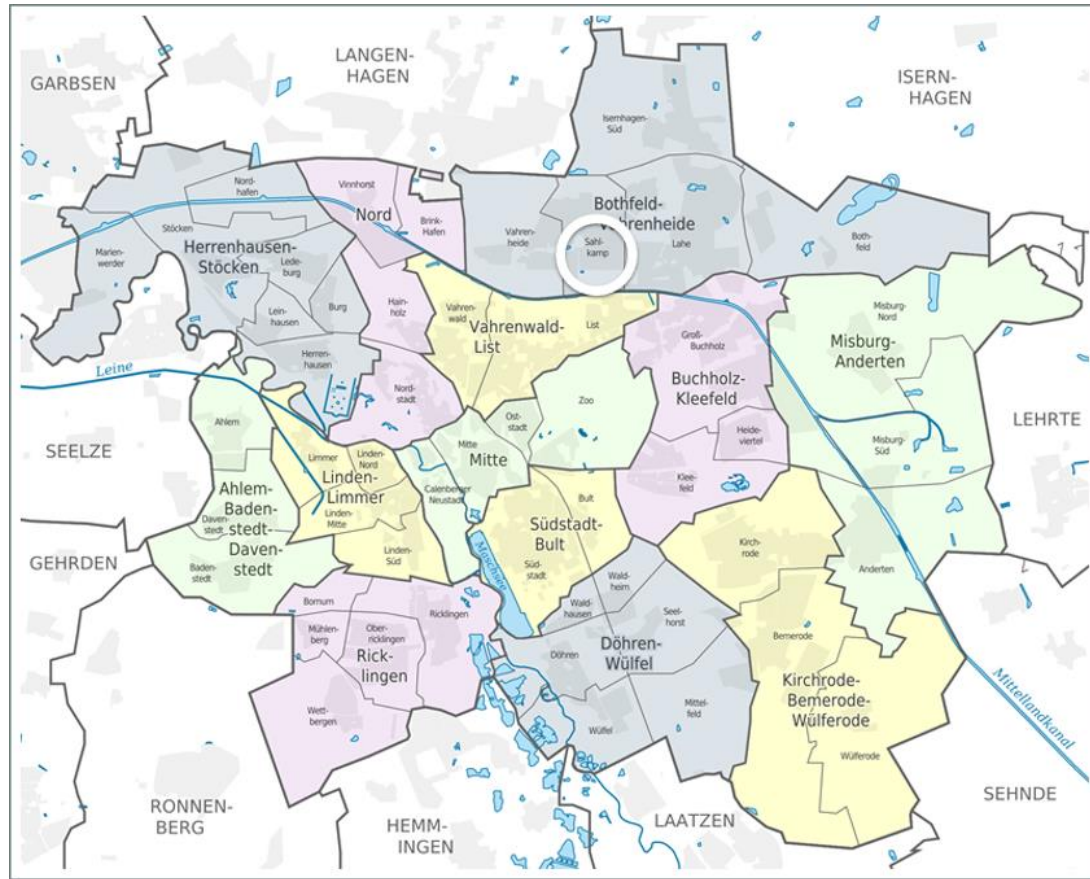 LANGEN-
HAGEN
GARBSEN
ISERN-
HAGEN
Isernhagen-
Süd
Nord-
hafen
Vinnhorst
Nord
Brink-
Hafen
Bothfeld-
Vahrenheide
Vahren-
heide
Sahl-
kamp
Lahe
Both-
feld
Stöcken
Marien-
werder
Herrenhausen-
Stöcken
Lede-
burg
Lein-
hausen
Burg
Hain-
holz
Herren-
hausen
Vahren-
wald
Vahrenwald-
List
List
Groß-
Buchholz
Misburg-
Nord
Misburg-
Anderten
Leine
Nord-
stadt
Buchholz-
Kleefeld
Zoo
Ost-
stadt
Heide-
viertel
LEHRTE
SEELZE
Ahlem
Limmer
Linden-
Nord
Mitte
Mitte
Misburg-
Süd
Linden-
Limmer
Calenberger
Neustadt
Klee-
feld
Ahlem-
Baden-
stedt-
Daven-
stedt
Daven-
stedt
Linden-
Mitte
Bult
Südstadt-
Bult
GEHRDEN
Baden-
stedt
Linden-
Süd
Maschsee
Süd-
stadt
Kirch-
rode
Anderten
Wald-
heim
Wald-
hausen
Seel-
horst
Bornum
Ricklingen
Mühlen-
berg
Ober-
ricklingen
Rick-
lingen
Döhren
Döhren-
Wülfel
Bemerode
Kirchrode-
Bemerode-
Wülferode
Mittellandkanal
Wett-
bergen
Mittel-
feld
Wülfel
Wülferode
RONNEN-
BERG
HEMM-
INGEN
LAATZEN
SEHNDE